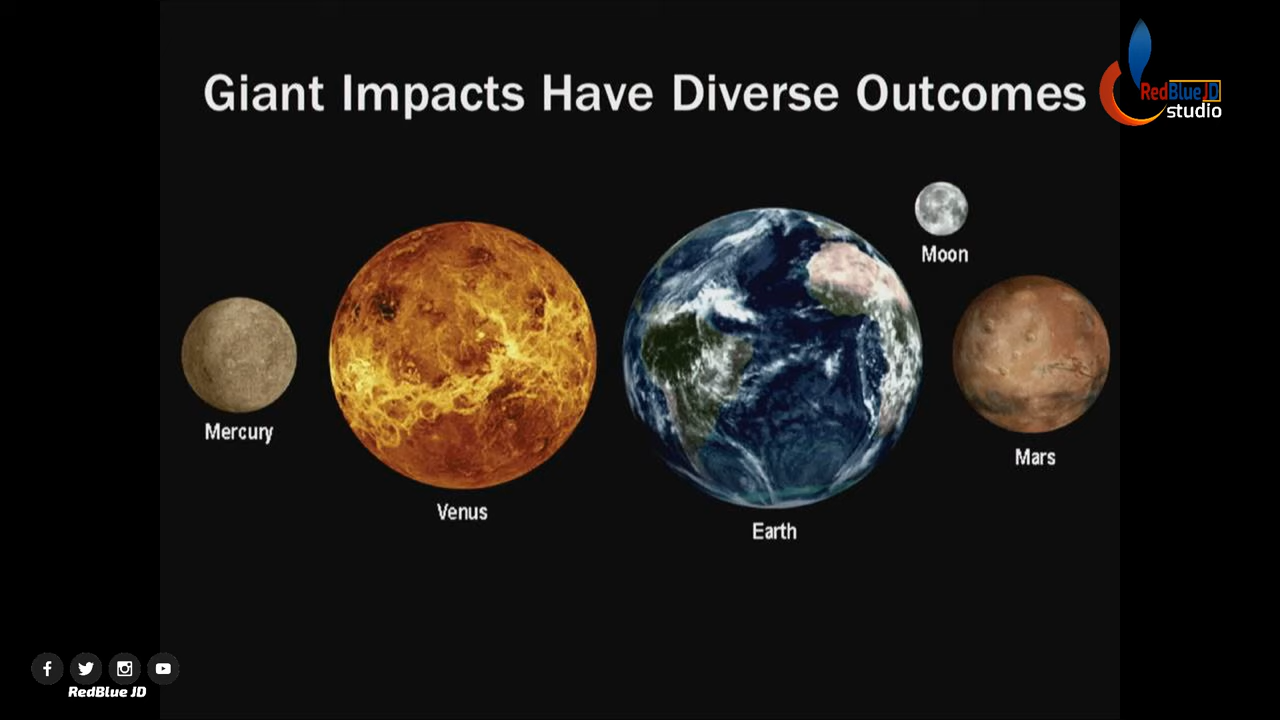 Giant Impacts Have Diverse Outcomes
RedBlue JD
studio
Moon
Mercury
Mars
Venus
Earth
RedBlue JD